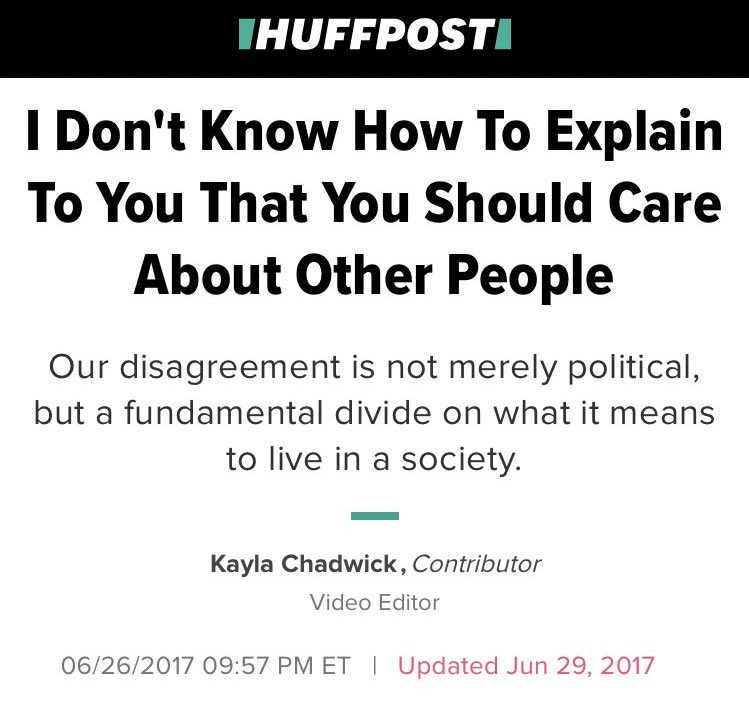 HUFFPOST
I Don't Know How To Explain
To You That You Should Care
About Other People
Our disagreement is not merely political,
but a fundamental divide on what it means
to live in a society.
Kayla Chadwick, Contributor
Video Editor
06/26/2017 09:57 PM ET | Updated Jun 29, 2017